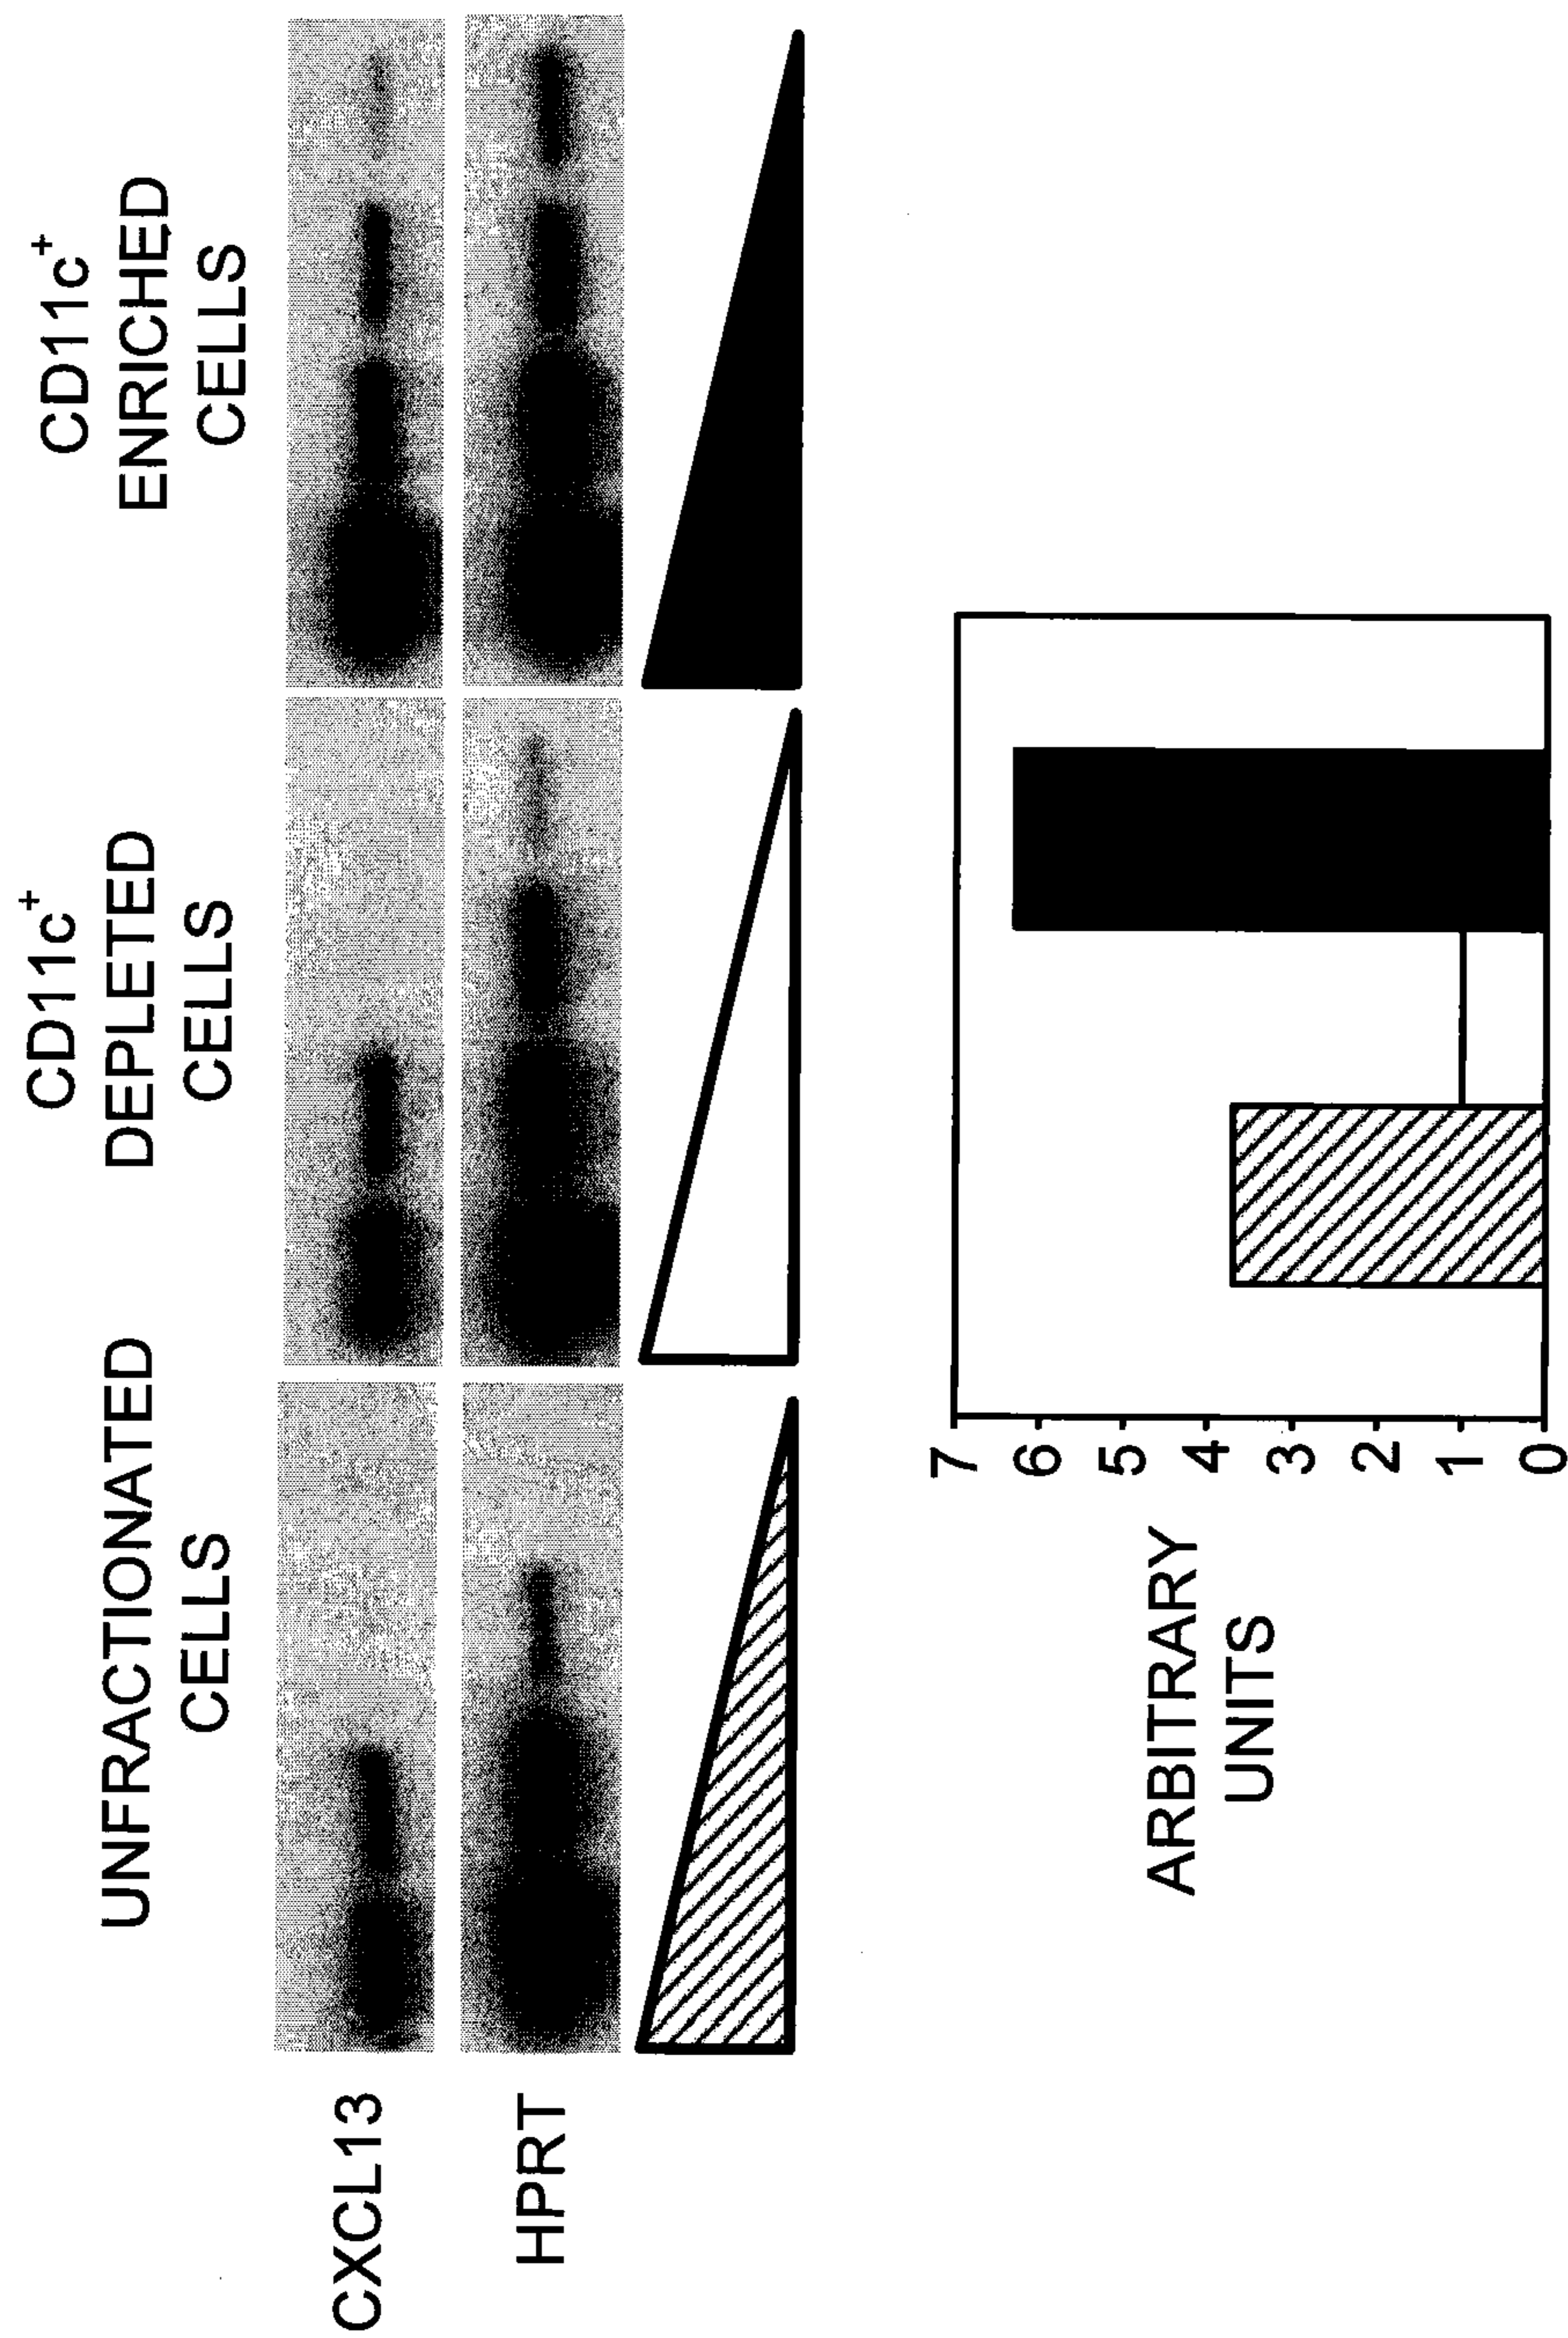 UNFRACTIONATED
CELLS
CD11c+
DEPLETED
CELLS
CD11c+
ENRICHED
CELLS
CXCL13
HPRT
ARBITRARY
UNITS
7
6
5
4
3
2
1
0